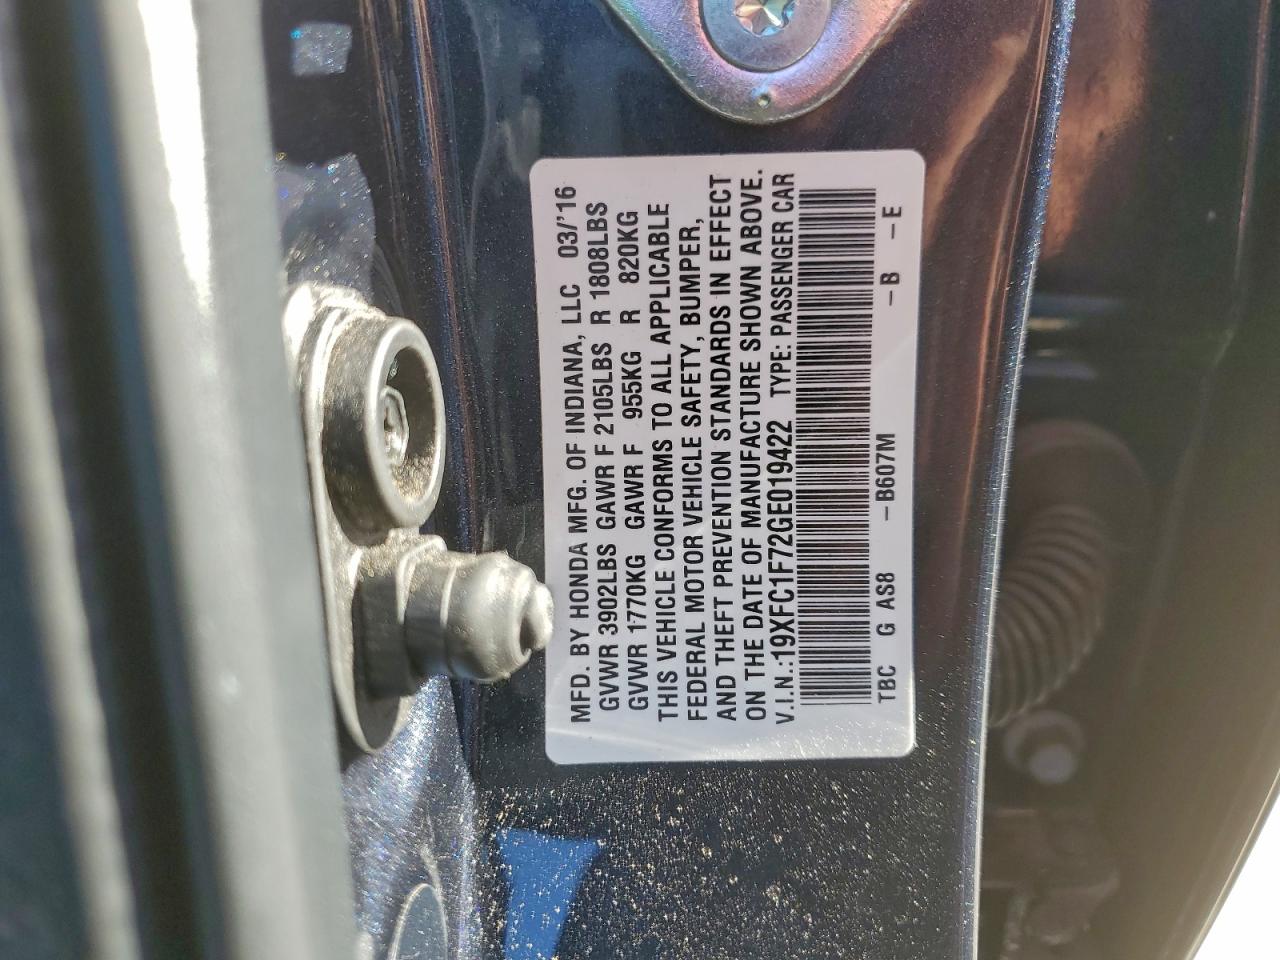 MFD. BY HONDA MFG. OF INDIANA, LLC 03/'16
GVWR 3902LBS GAWR F 2105LBS R 1808LBS
GVWR 1770KG GAWR F 955KG R 820KG
THIS VEHICLE CONFORMS TO ALL APPLICABLE
FEDERAL MOTOR VEHICLE SAFETY, BUMPER,
AND THEFT PREVENTION STANDARDS IN EFFECT
ON THE DATE OF MANUFACTURE SHOWN ABOVE.
V.I.N.:19XFC1F72GE019422 TYPE: PASSENGER CAR
TBC G AS8 -B607M -B -E